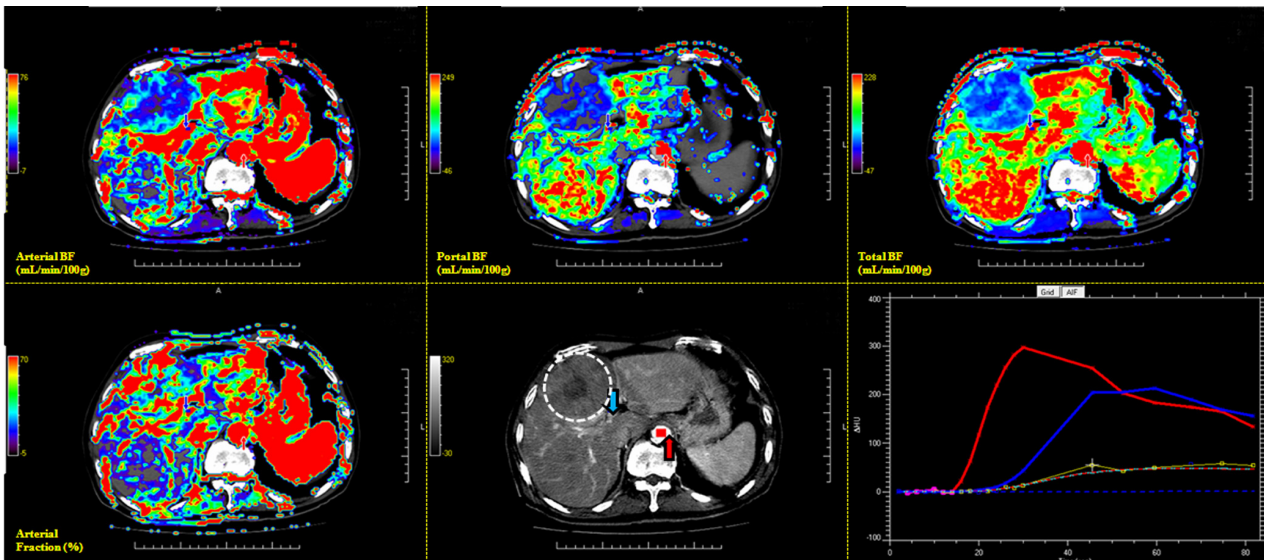 A
A
A
76
-7
L
Arterial BF
(mL/min/100g)
249
-46
L
Portal BF
(mL/min/100g)
228
-47
Total BF
(mL/min/100g)
A
A
70
-5
Arterial
Fraction (%)
320
-30
L
Grid AIF
400
300
200
100
0
-100
ΔHU
0 20 40 60 80